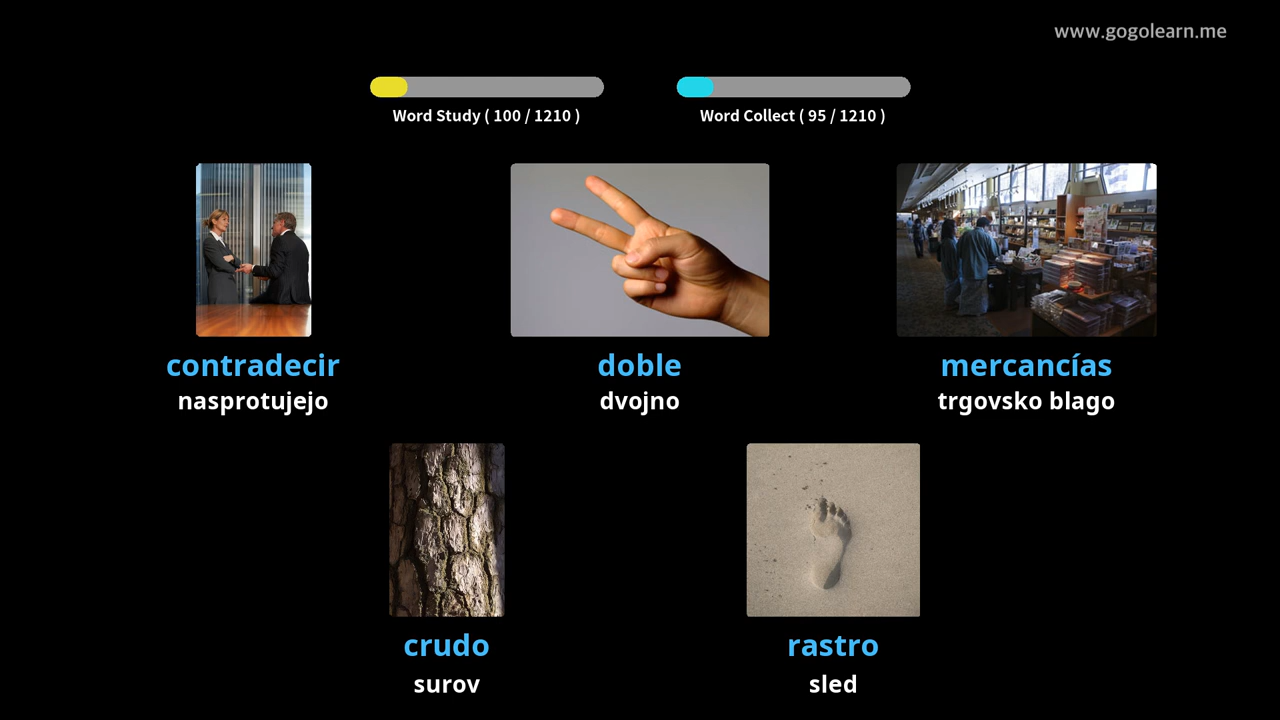 www.gogolearn.me
Word Study ( 100 / 1210 )
Word Collect ( 95 / 1210 )
contradecir
nasprotujejo
doble
dvojno
mercancías
trgovsko blago
crudo
surov
rastro
sled